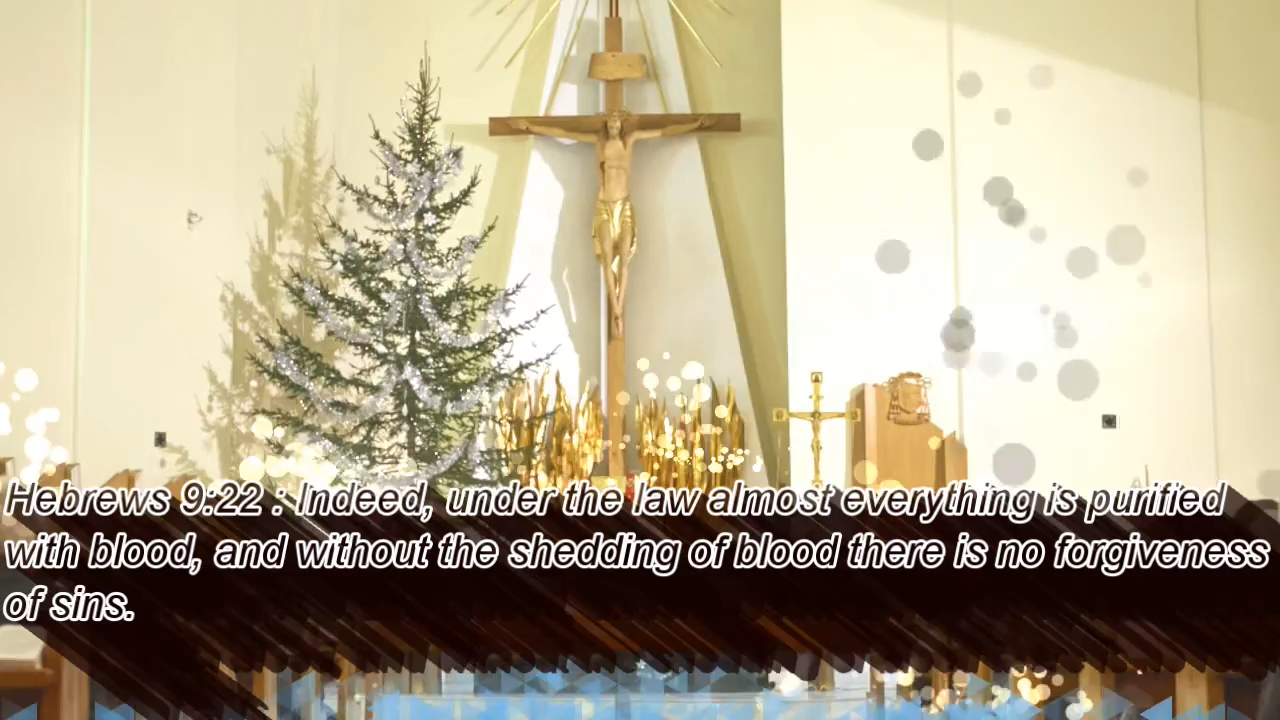 Hebrews 9:22 : Indeed, under the law almost everything is purified
with blood, and without the shedding of blood there is no forgiveness
of sins.